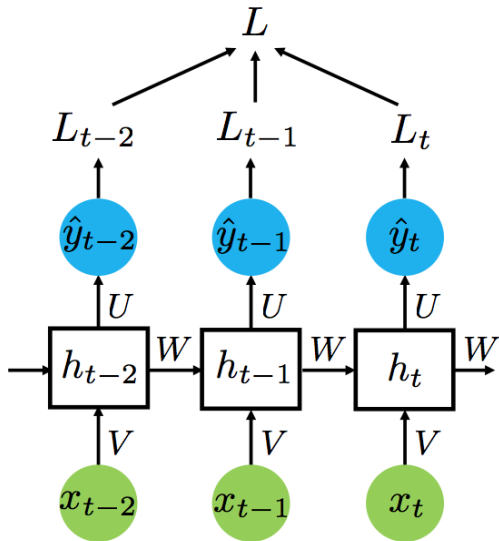 L
L_{t-2} L_{t-1} L_t
ŷ_{t-2} ŷ_{t-1} ŷ_t
U U U
h_{t-2} W h_{t-1} W h_t W
V V V
x_{t-2} x_{t-1} x_t